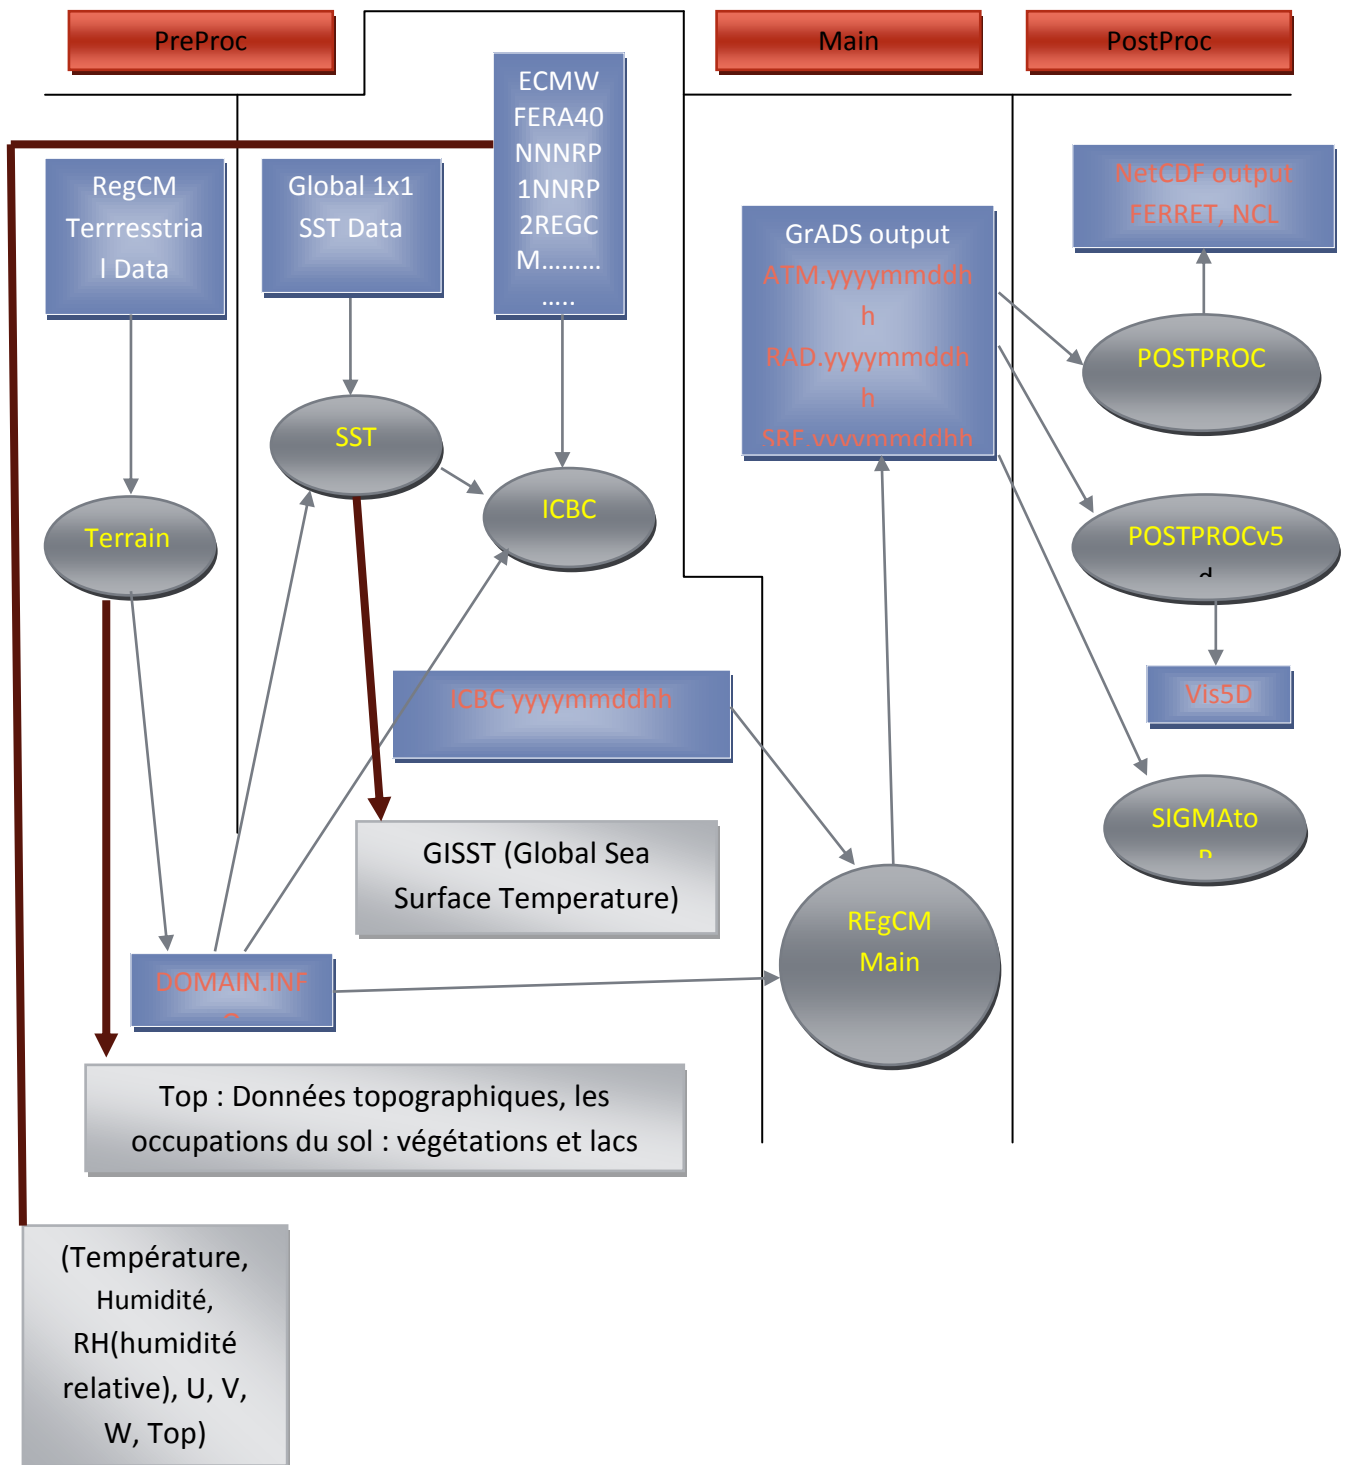 PreProc
Main
PostProc
ECMW
FERA40
NNNRP
1NNRP
2REGC
M.........
.....
RegCM
Terrresstria
l Data
Global 1x1
SST Data
GrADS output
ATM.yyyymmddh
h
RAD.yyyymmddh
h
SRF.yyyymmddhh
NetCDF output
FERRET, NCL
POSTPROC
SST
ICBC
Terrain
POSTPROCv5
d
ICBC yyyymmddhh
Vis5D
SIGMAto
P
GISST (Global Sea
Surface Temperature)
REgCM
Main
DOMAIN.INF
O
Top : Données topographiques, les
occupations du sol : végétations et lacs
(Température,
Humidité,
RH(humidité
relative), U, V,
W, Top)